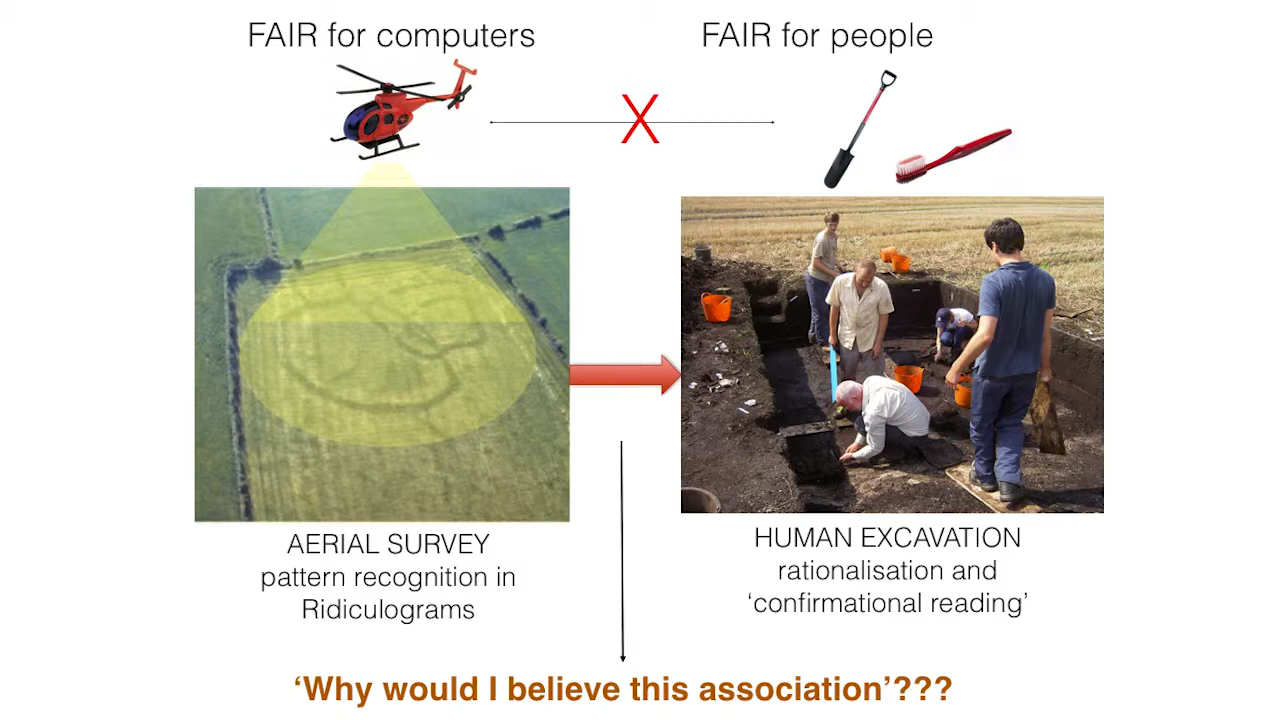 FAIR for computers
FAIR for people
X
AERIAL SURVEY
pattern recognition in
Ridiculograms
HUMAN EXCAVATION
rationalisation and
‘confirmational reading’
‘Why would I believe this association’???